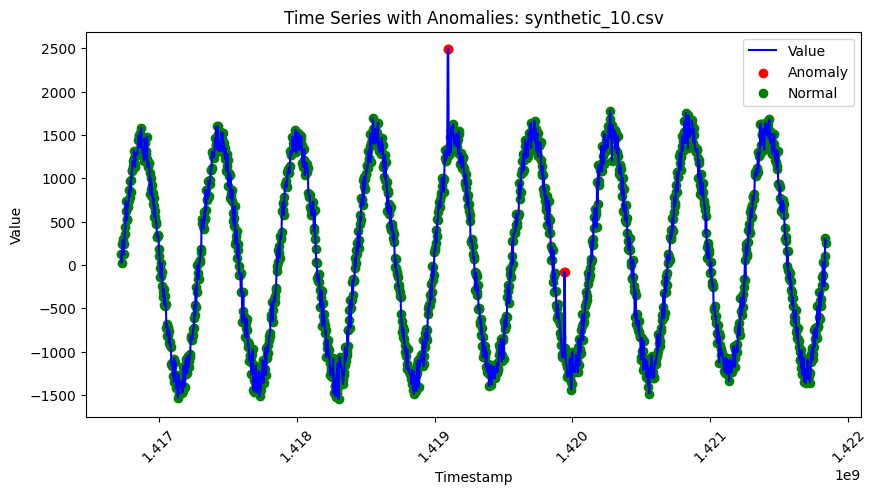 Time Series with Anomalies: synthetic_10.csv
Value
Anomaly
Normal
2500
2000
1500
1000
500
0
−500
−1000
−1500
Value
1.417
1.418
1.419
1.420
1.421
1.422
1e9
Timestamp